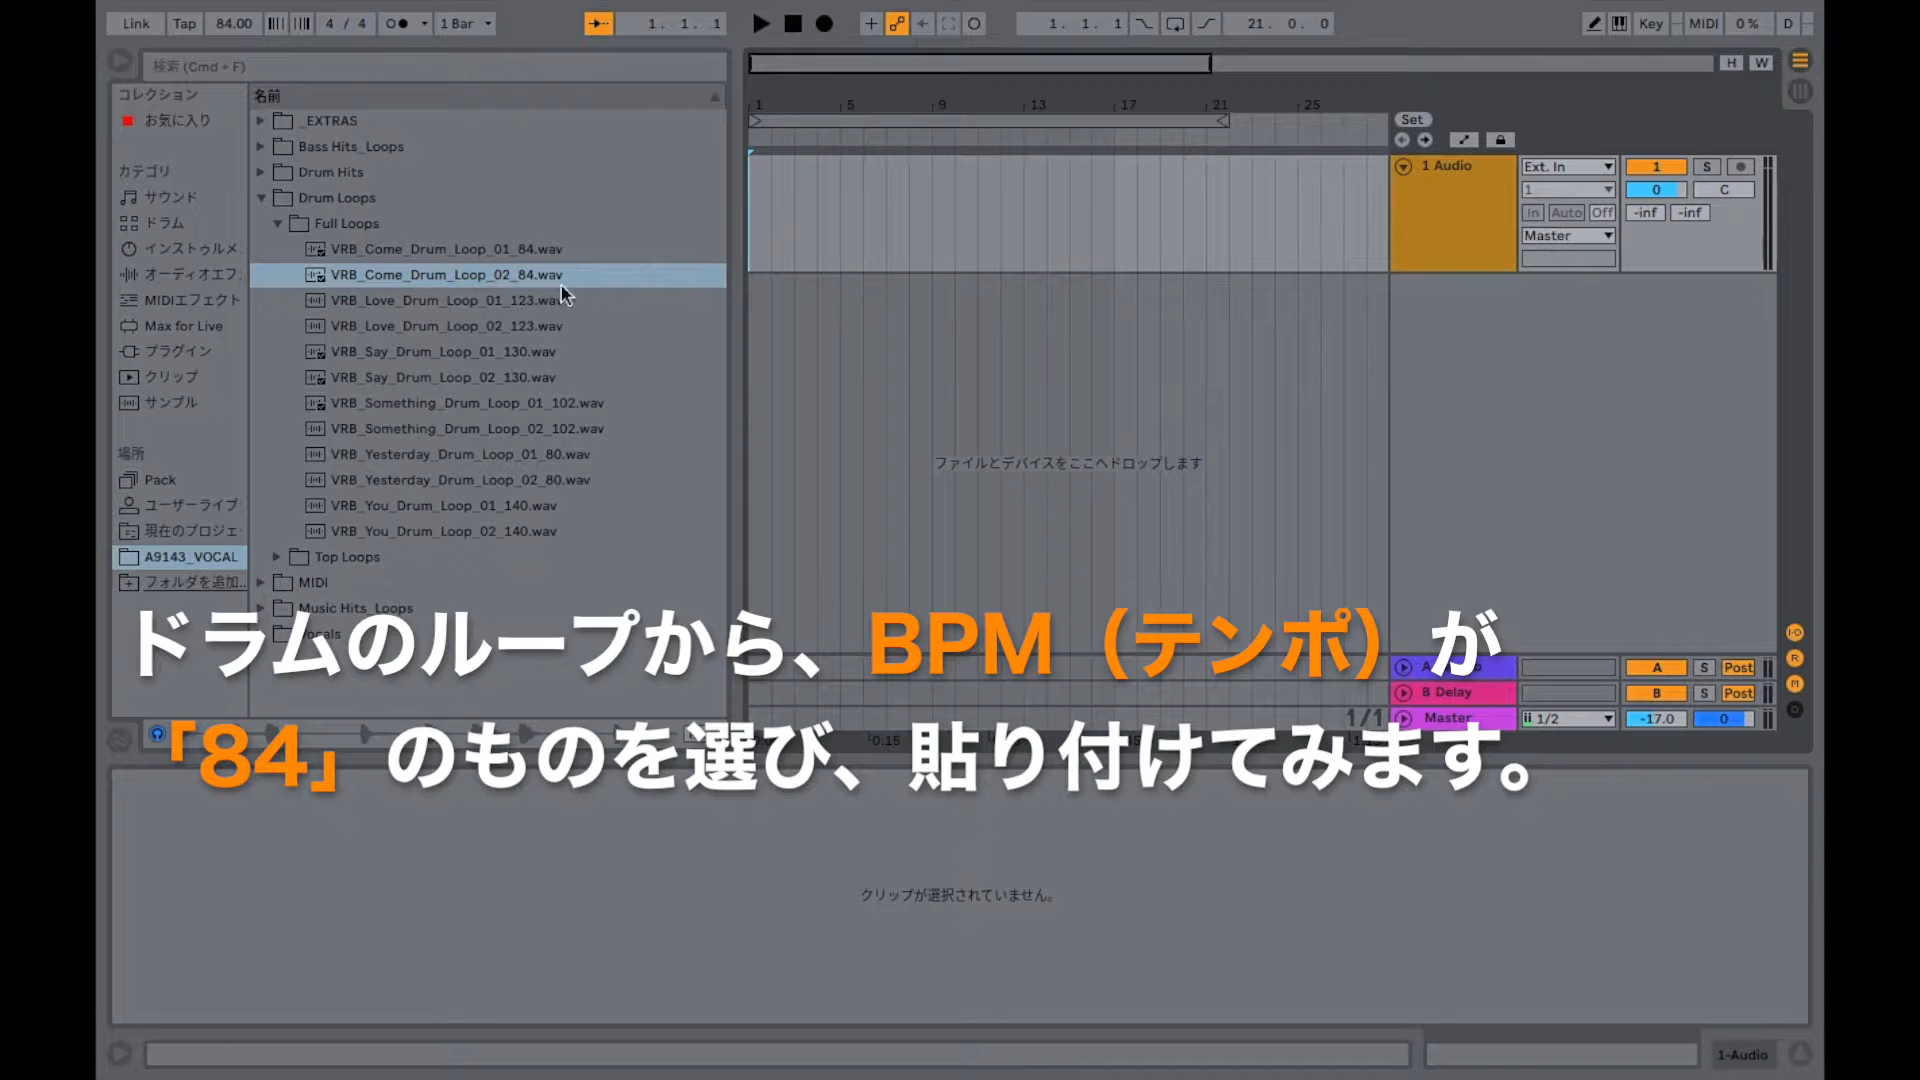 Link Tap 84.00 4 / 4 1 Bar 1. 1. 1 1. 1. 1 21. 0. 0 Key MIDI 0 % D
検索 (Cmd + F)
H W
コレクション
お気に入り
カテゴリ
サウンド
ドラム
インストゥルメ
オーディオエフ
MIDIエフェクト
Max for Live
プラグイン
クリップ
サンプル
場所
Pack
ユーザーライブ
現在のプロジェ
A9143_VOCAL
フォルダを追加...
名前
_EXTRAS
Bass Hits_Loops
Drum Hits
Drum Loops
Full Loops
VRB_Come_Drum_Loop_01_84.wav
VRB_Come_Drum_Loop_02_84.wav
VRB_Love_Drum_Loop_01_123.wav
VRB_Love_Drum_Loop_02_123.wav
VRB_Say_Drum_Loop_01_130.wav
VRB_Say_Drum_Loop_02_130.wav
VRB_Something_Drum_Loop_01_102.wav
VRB_Something_Drum_Loop_02_102.wav
VRB_Yesterday_Drum_Loop_01_80.wav
VRB_Yesterday_Drum_Loop_02_80.wav
VRB_You_Drum_Loop_01_140.wav
VRB_You_Drum_Loop_02_140.wav
Top Loops
MIDI
Music Hits_Loops
1 5 9 13 17 21 25
Set
1 Audio Ext. In 1 S
1 0 C
In Auto Off -inf -inf
Master
ファイルとデバイスをここへドロップします
A S Post
B Delay B S Post
1/1 Master 1/2 -17.0 0
0:15
ドラムのループから、BPM（テンポ）が
「84」のものを選び、貼り付けてみます。
クリップが選択されていません。
1-Audio